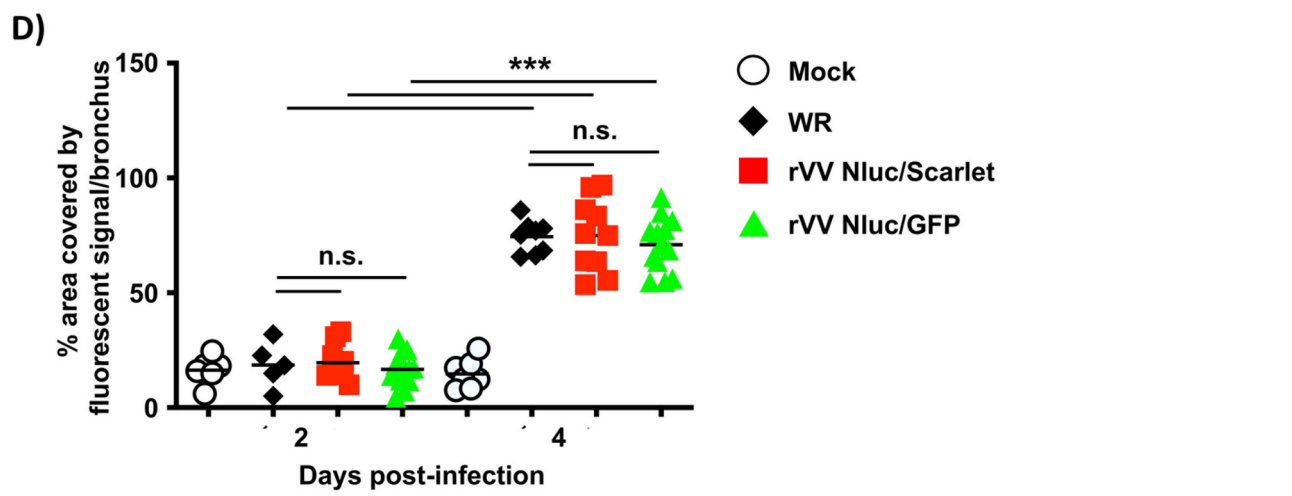 D)
% area covered by
fluorescent signal/bronchus
150
100
50
0
***
n.s.
n.s.
2
4
Days post-infection
Mock
WR
rVV Nluc/Scarlet
rVV Nluc/GFP